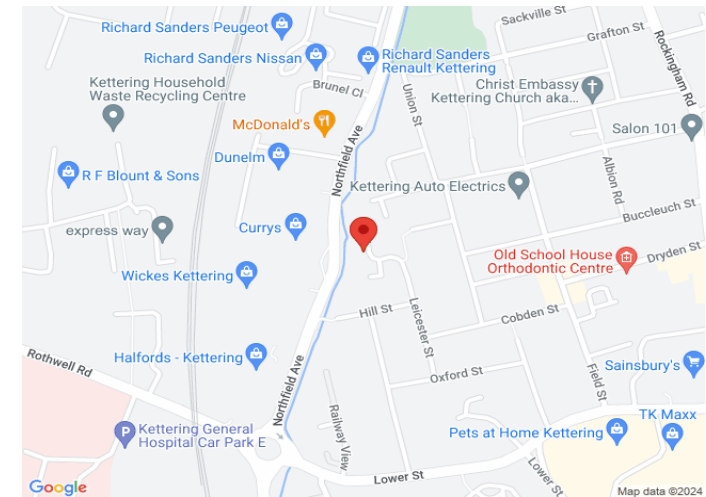 Richard Sanders Peugeot
Richard Sanders Nissan
Richard Sanders
Renault Kettering
Sackville St
Grafton St
Rockingham Rd
Kettering Household
Waste Recycling Centre
Brunel Cl
Union St
Christ Embassy
Kettering Church aka...
McDonald's
Salon 101
Dunelm
Northfield Ave
R F Blount & Sons
Kettering Auto Electrics
Albion Rd
Buccleuch St
express way
Currys
Old School House
Orthodontic Centre
Dryden St
Wickes Kettering
Hill St
Leicester St
Cobden St
Rothwell Rd
Halfords - Kettering
Oxford St
Field St
Sainsbury's
Northfield Ave
Railway View
TK Maxx
P
Kettering General
Hospital Car Park E
Pets at Home Kettering
Lower St
Lower St
Google
Map data ©2024